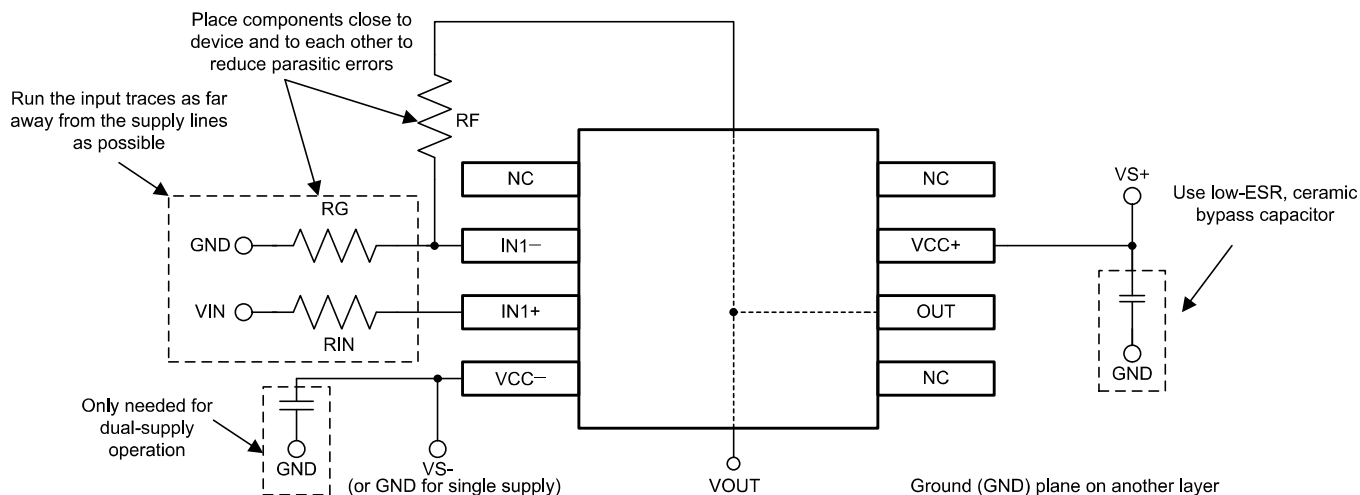 Place components close to
device and to each other to
reduce parasitic errors
Run the input traces as far
away from the supply lines
as possible
RF
NC
NC
VS+
Use low-ESR, ceramic
bypass capacitor
RG
GND
IN1−
VCC+
VIN
IN1+
OUT
RIN
VCC−
NC
GND
Only needed for
dual-supply
operation
GND
VS-
(or GND for single supply)
VOUT
Ground (GND) plane on another layer